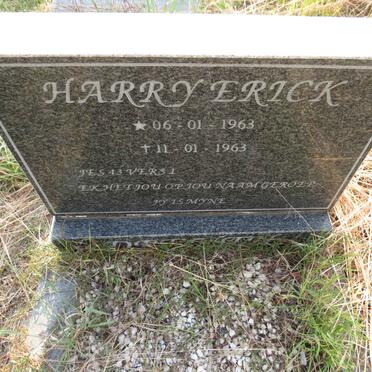 HARRY ERICK
★ 06 - 01 - 1963
✝ 11 - 01 - 1963
JES 43 VERS 1
EK HET JOU OP JOU NAAM GEROEP
JY IS MYNE